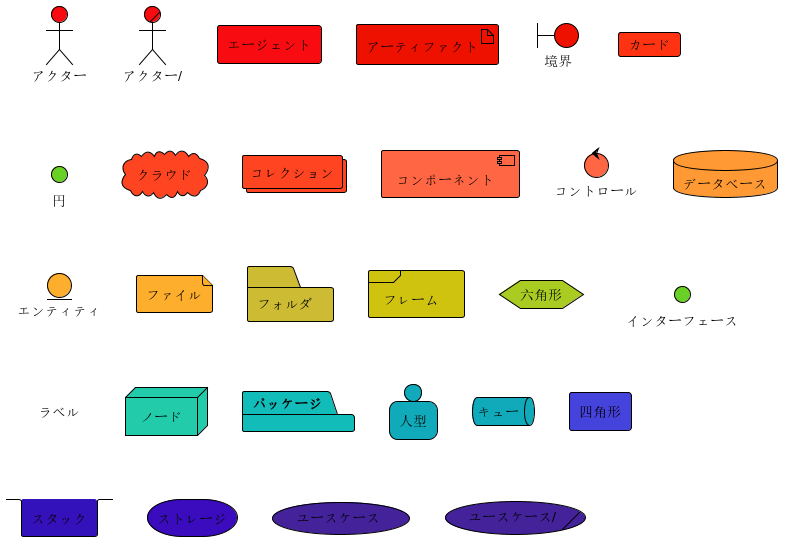 アクター
アクター/
エージェント
アーティファクト
境界
カード
円
クラウド
コレクション
コンポーネント
コントロール
データベース
エンティティ
ファイル
フォルダ
フレーム
六角形
インターフェース
ラベル
ノード
パッケージ
人型
キュー
四角形
スタック
ストレージ
ユースケース
ユースケース/